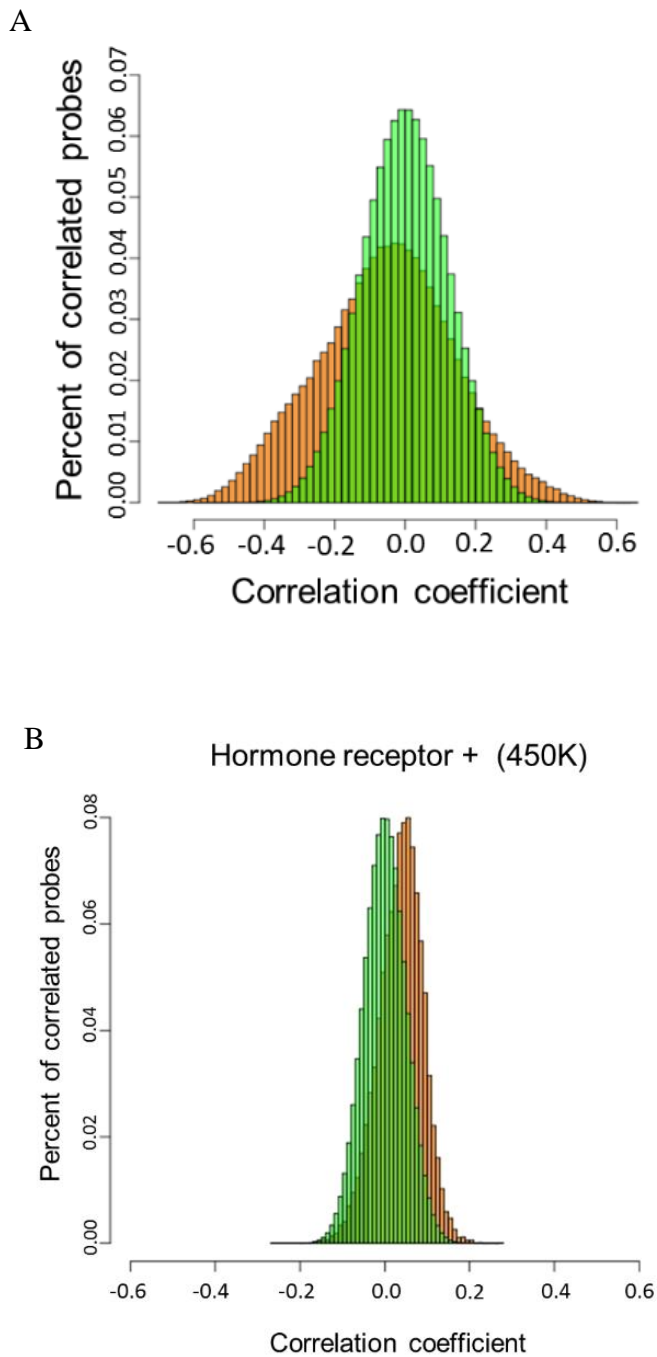 A
Percent of correlated probes
0.07
0.06
0.05
0.04
0.03
0.02
0.01
0.00
-0.6 -0.4 -0.2 0.0 0.2 0.4 0.6
Correlation coefficient
B
Hormone receptor + (450K)
Percent of correlated probes
0.08
0.06
0.04
0.02
0.00
-0.6 -0.4 -0.2 0.0 0.2 0.4 0.6
Correlation coefficient